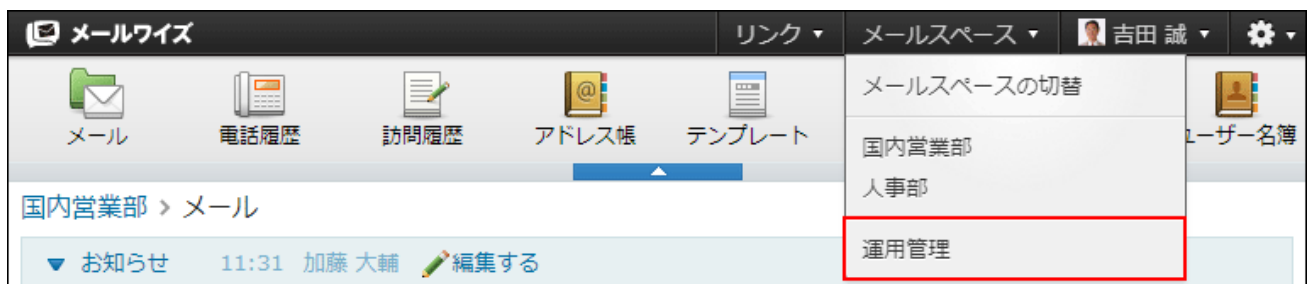 メールワイズ リンク▼ メールスペース▼ 吉田 誠▼
メールスペースの切替
メール 電話履歴 訪問履歴 アドレス帳 テンプレート ーザー名簿
国内営業部
人事部
国内営業部 > メール
運用管理
▼ お知らせ 11:31 加藤 大輔 編集する